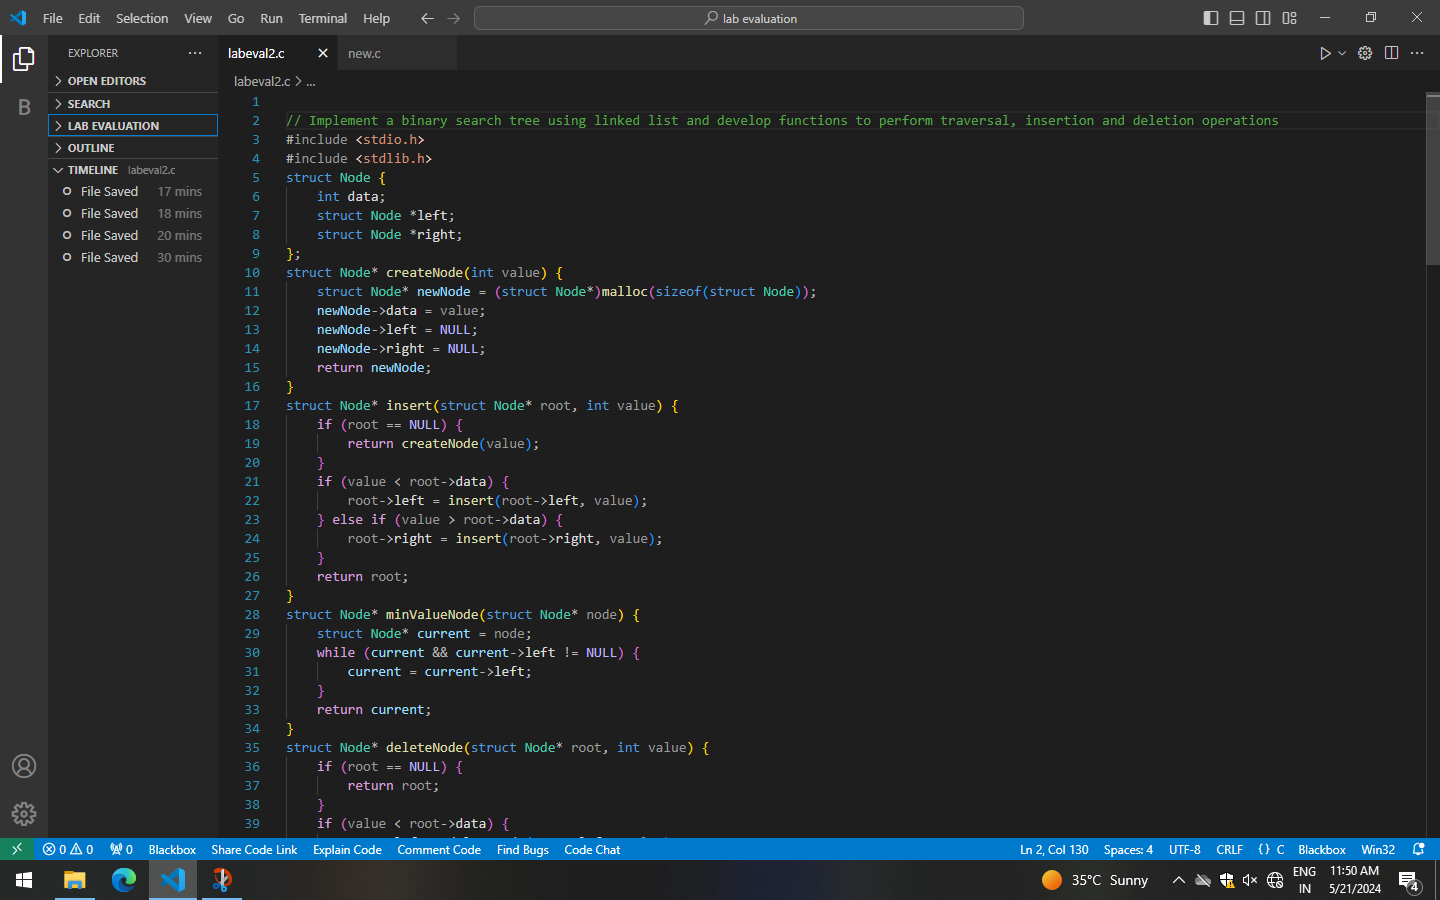 File Edit Selection View Go Run Terminal Help
lab evaluation
EXPLORER
OPEN EDITORS
SEARCH
LAB EVALUATION
OUTLINE
TIMELINE labeval2.c
File Saved 17 mins
File Saved 18 mins
File Saved 20 mins
File Saved 30 mins
B
labeval2.c new.c
labeval2.c > ...
1
2 // Implement a binary search tree using linked list and develop functions to perform traversal, insertion and deletion operations
3 #include <stdio.h>
4 #include <stdlib.h>
5 struct Node {
6     int data;
7     struct Node *left;
8     struct Node *right;
9 };
10 struct Node* createNode(int value) {
11     struct Node* newNode = (struct Node*)malloc(sizeof(struct Node));
12     newNode->data = value;
13     newNode->left = NULL;
14     newNode->right = NULL;
15     return newNode;
16 }
17 struct Node* insert(struct Node* root, int value) {
18     if (root == NULL) {
19         return createNode(value);
20     }
21     if (value < root->data) {
22         root->left = insert(root->left, value);
23     } else if (value > root->data) {
24         root->right = insert(root->right, value);
25     }
26     return root;
27 }
28 struct Node* minValueNode(struct Node* node) {
29     struct Node* current = node;
30     while (current && current->left != NULL) {
31         current = current->left;
32     }
33     return current;
34 }
35 struct Node* deleteNode(struct Node* root, int value) {
36     if (root == NULL) {
37         return root;
38     }
39     if (value < root->data) {
0 0 0 Blackbox Share Code Link Explain Code Comment Code Find Bugs Code Chat Ln 2, Col 130 Spaces: 4 UTF-8 CRLF {} C Blackbox Win32
35°C Sunny
ENG
IN
11:50 AM
5/21/2024
4